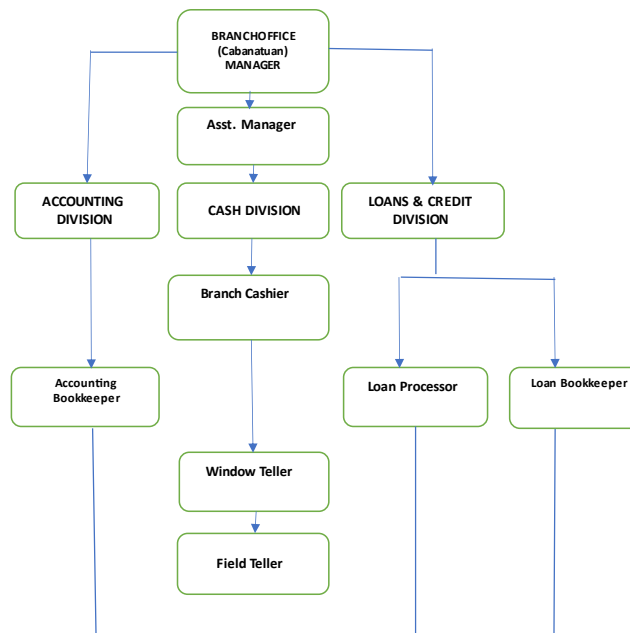 BRANCHOFFICE
(Cabanatuan)
MANAGER
Asst. Manager
ACCOUNTING
DIVISION
CASH DIVISION
LOANS & CREDIT
DIVISION
Branch Cashier
Accounting
Bookkeeper
Loan Processor
Loan Bookkeeper
Window Teller
Field Teller